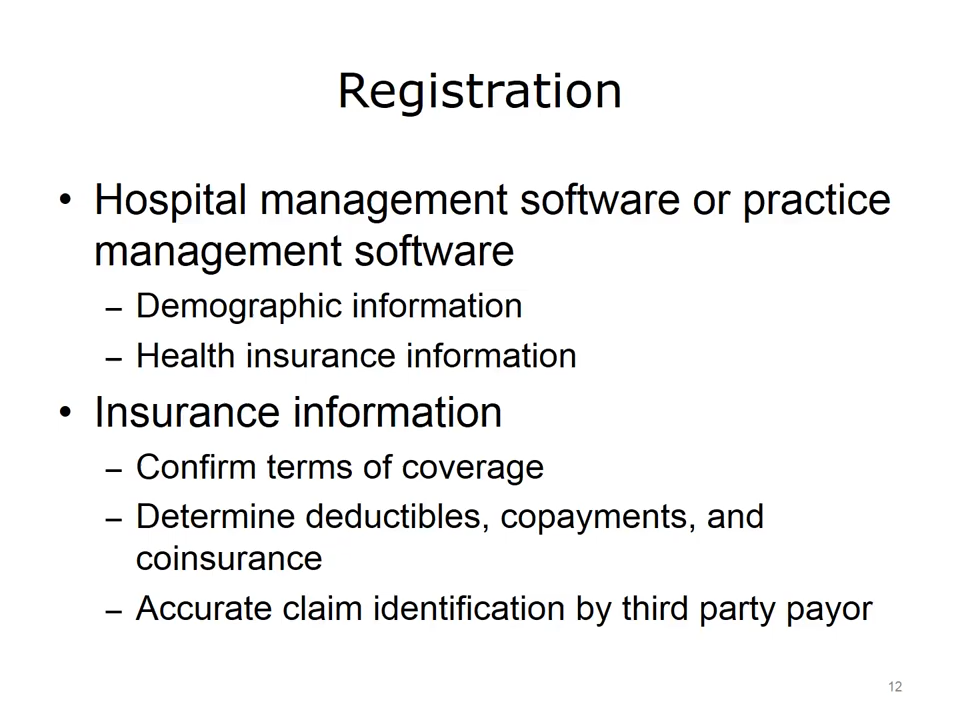 Registration
• Hospital management software or practice
management software
– Demographic information
– Health insurance information
• Insurance information
– Confirm terms of coverage
– Determine deductibles, copayments, and
coinsurance
– Accurate claim identification by third party payor
12